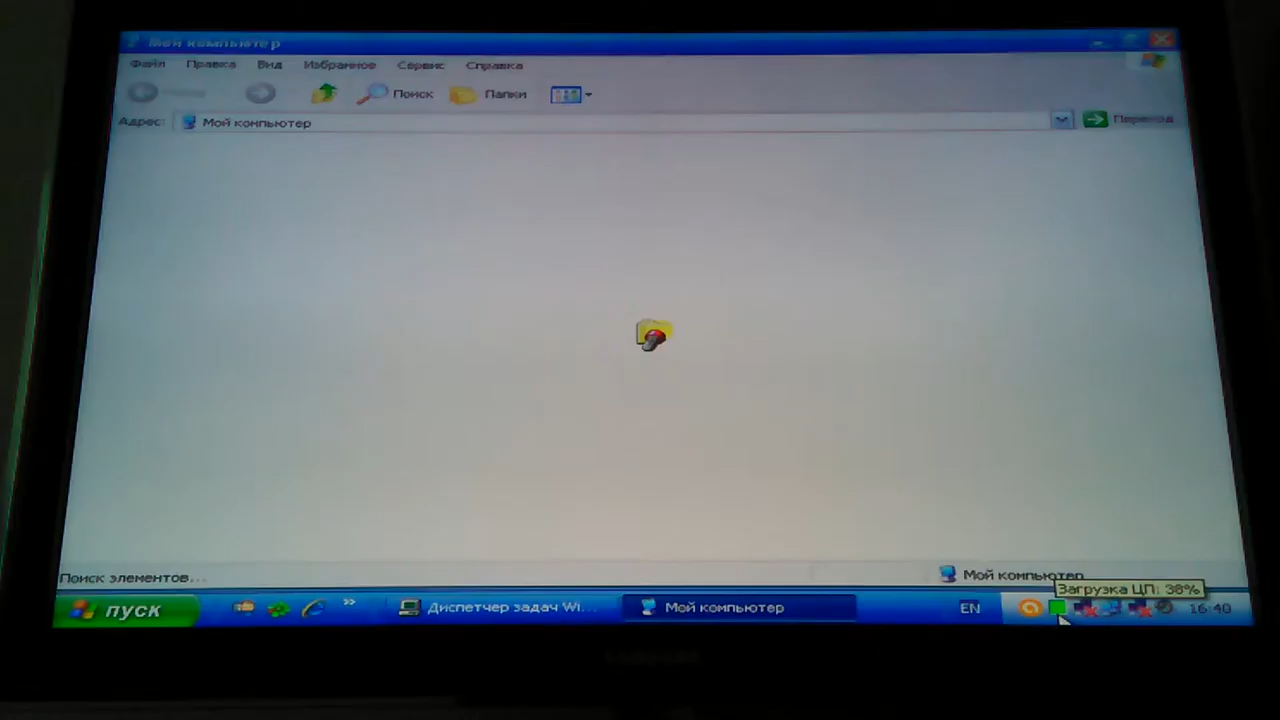 Мой компьютер
Файл Правка Вид Избранное Сервис Справка
Поиск Папки
Адрес: Мой компьютер Переход
Поиск элементов... Мой компьютер
Загрузка ЦП: 38%
пуск » Диспетчер задач Wi... Мой компьютер EN 16:40